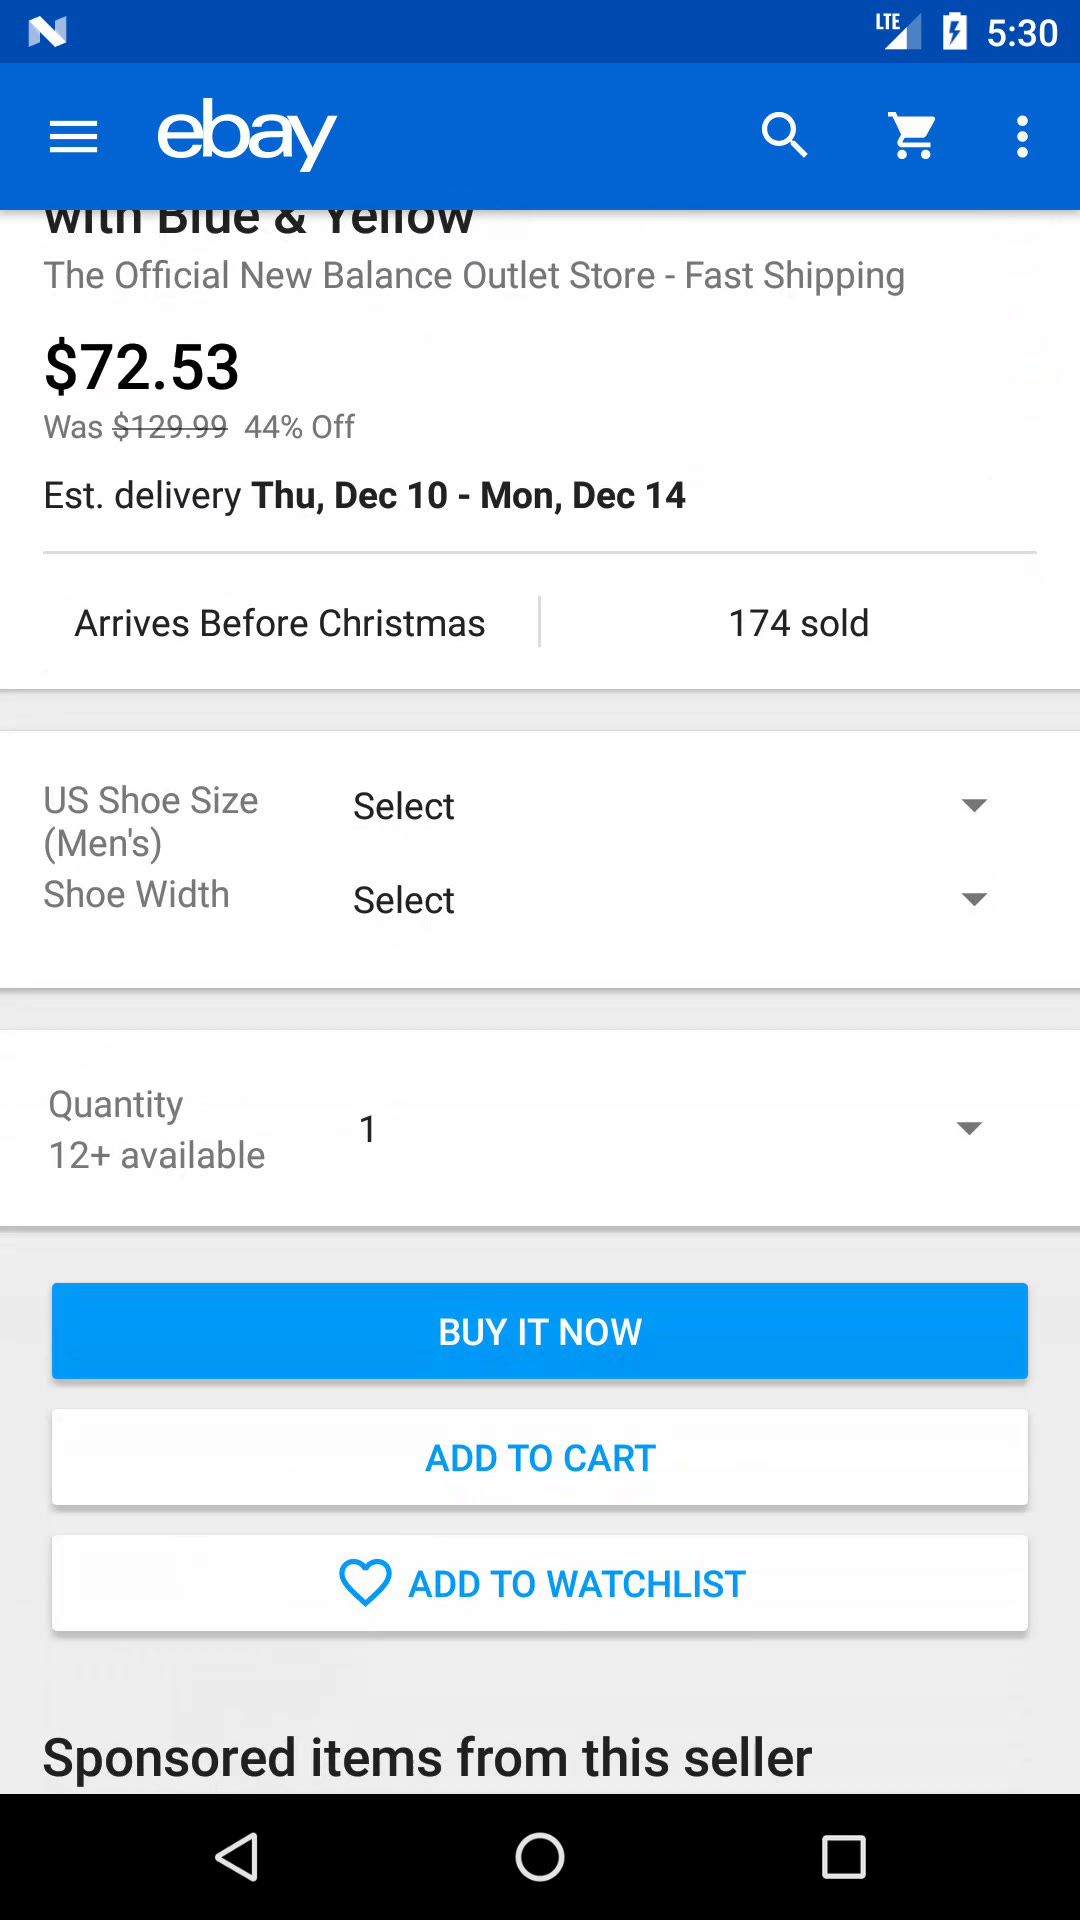 LTE 5:30
ebay
with Blue & Yellow
The Official New Balance Outlet Store - Fast Shipping
$72.53
Was $129.99 44% Off
Est. delivery Thu, Dec 10 - Mon, Dec 14
Arrives Before Christmas 174 sold
US Shoe Size Select
(Men's)
Shoe Width Select
Quantity
1
12+ available
BUY IT NOW
ADD TO CART
ADD TO WATCHLIST
Sponsored items from this seller